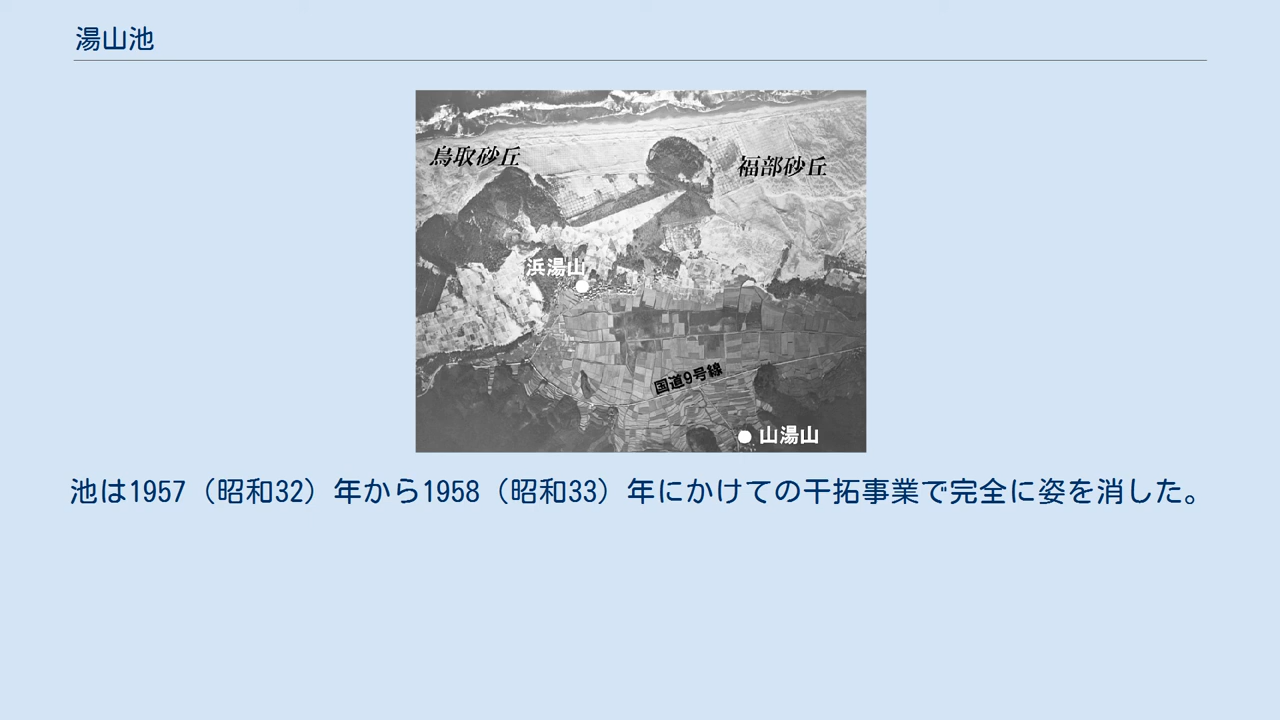 湯山池
鳥取砂丘
福部砂丘
浜湯山
国道9号線
山湯山
池は1957（昭和32）年から1958（昭和33）年にかけての干拓事業で完全に姿を消した。